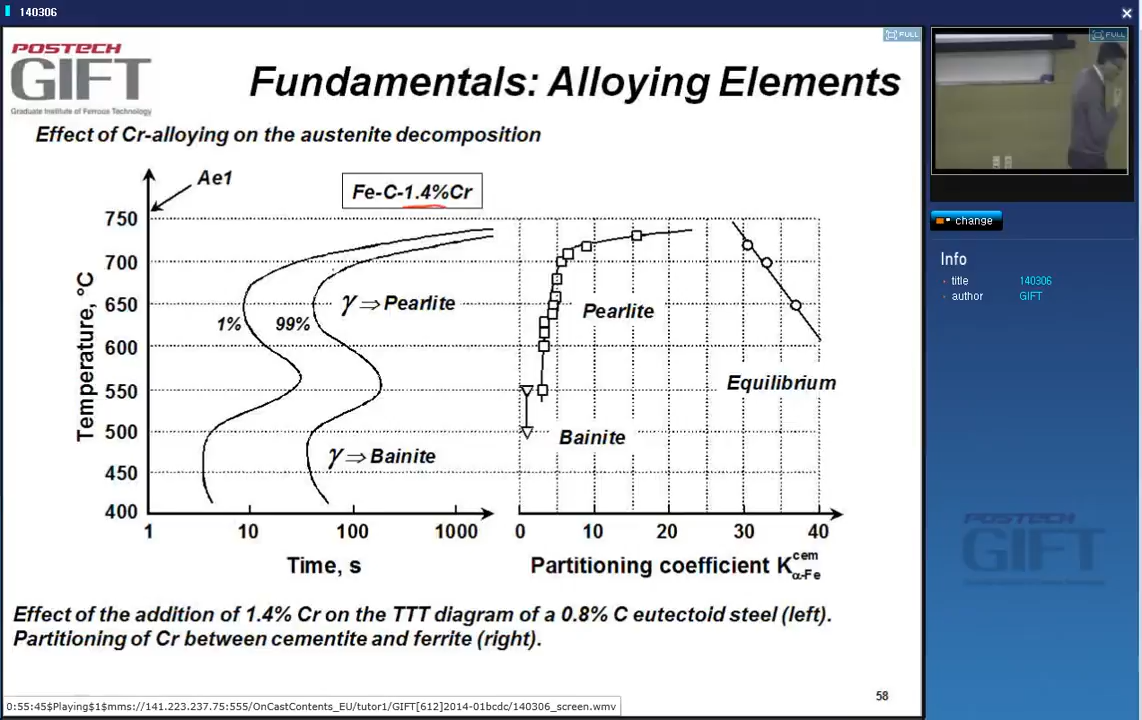 140306
POSTECH
GIFT
Graduate Institute of Ferrous Technology
FULL
Fundamentals: Alloying Elements
Effect of Cr-alloying on the austenite decomposition
Ae1
Fe-C-1.4%Cr
750
700
650
600
550
500
450
400
Temperature, °C
1%
99%
γ ⇒ Pearlite
γ ⇒ Bainite
1
10
100
1000
Time, s
Pearlite
Equilibrium
Bainite
0
10
20
30
40
Partitioning coefficient K cem α-Fe
Effect of the addition of 1.4% Cr on the TTT diagram of a 0.8% C eutectoid steel (left).
Partitioning of Cr between cementite and ferrite (right).
58
0:55:45$Playing$1$mms://141.223.237.75:555/OnCastContents_EU/tutor1/GIFT[612]2014-01bcdc/140306_screen.wmv
FULL
change
Info
title 140306
author GIFT
POSTECH
GIFT